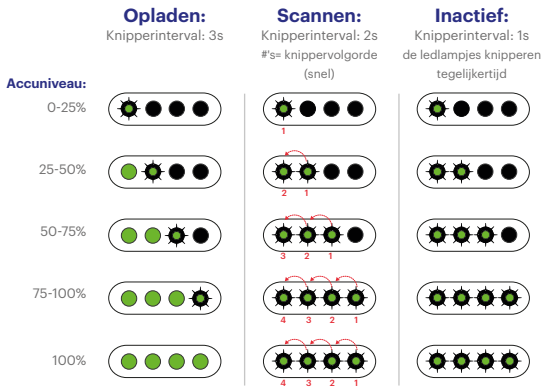 Opladen:
Knipperinterval: 3s
Scannen:
Knipperinterval: 2s
#'s= knippervolgorde
(snel)
Inactief:
Knipperinterval: 1s
de ledlampjes knipperen
tegelijkertijd
Accuniveau:
0-25%
1
25-50%
2 1
50-75%
3 2 1
75-100%
4 3 2 1
100%
4 3 2 1